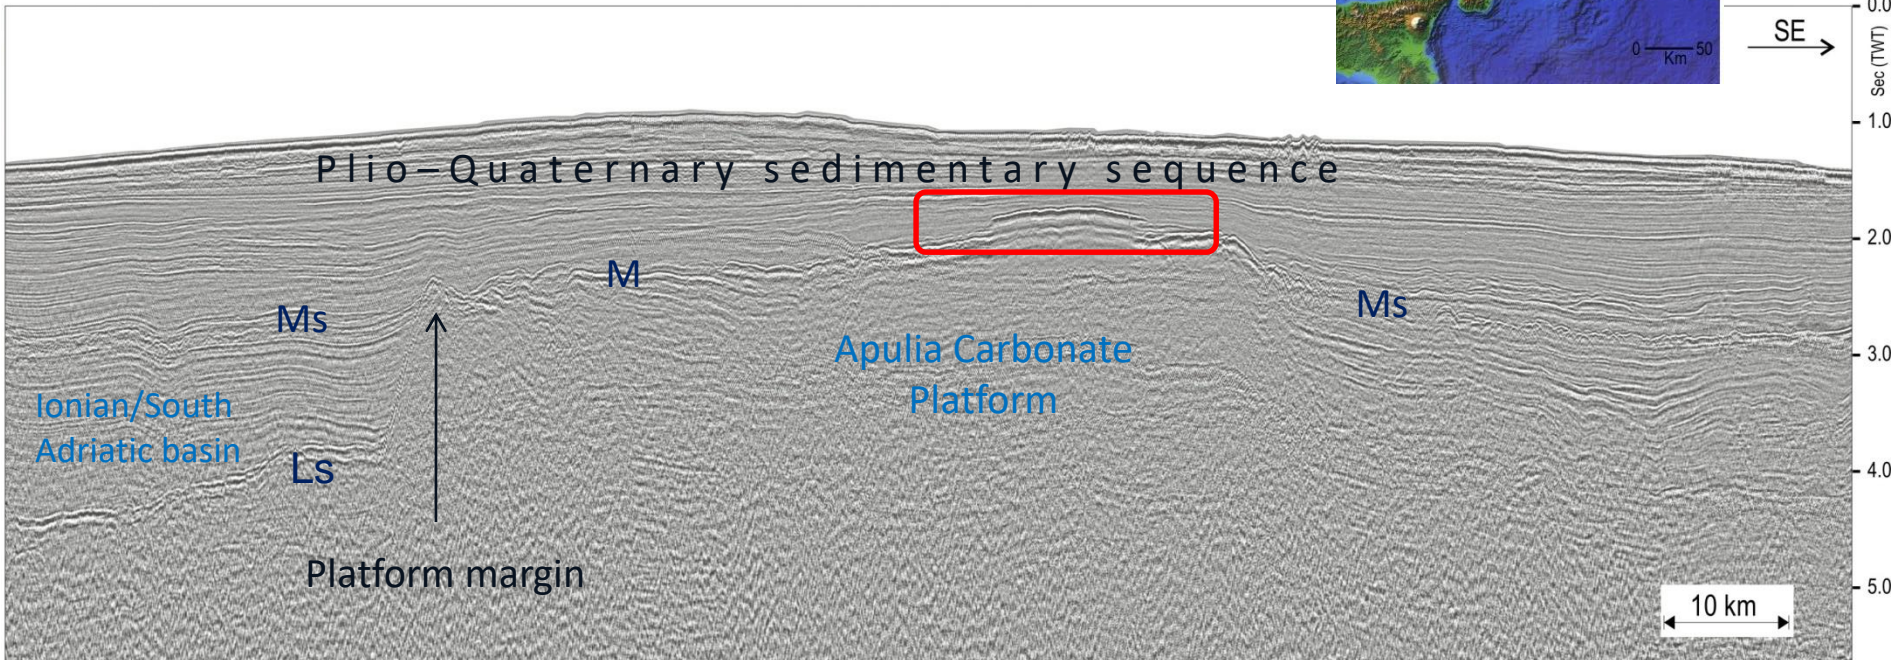 0.0
SE
0 50
Km
Sec (TWT)
1.0
Plio–Quaternary sedimentary sequence
2.0
M
Ms
Ms
3.0
Apulia Carbonate
Platform
Ionian/South
Adriatic basin
Ls
4.0
Platform margin
5.0
10 km